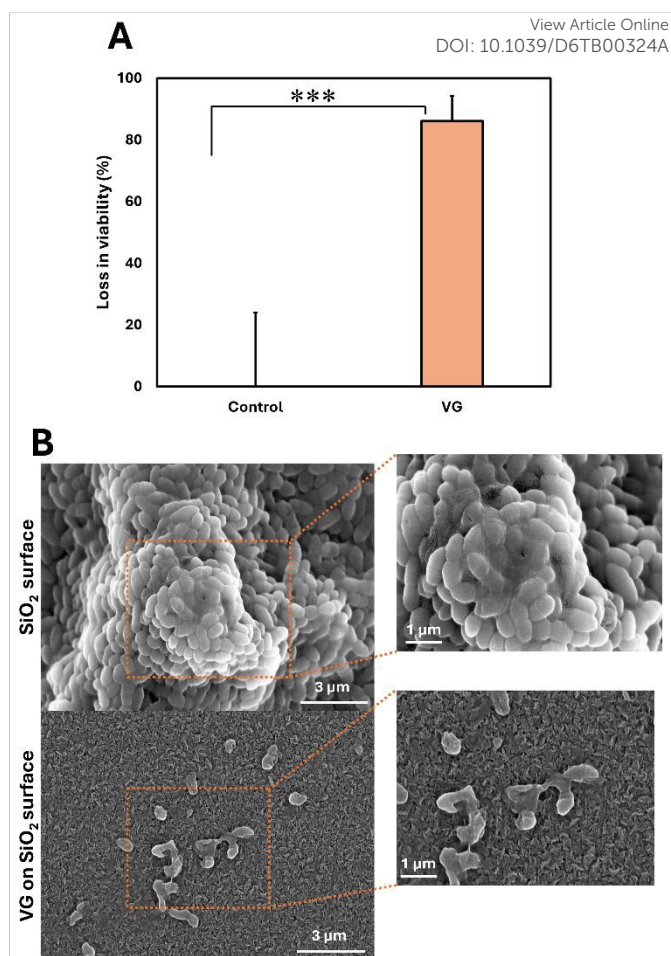 View Article Online
DOI: 10.1039/D6TB00324A
A
100
80
60
40
20
0
Loss in viability (%)
***
Control
VG
B
SiO₂ surface
3 µm
1 µm
VG on SiO₂ surface
3 µm
1 µm